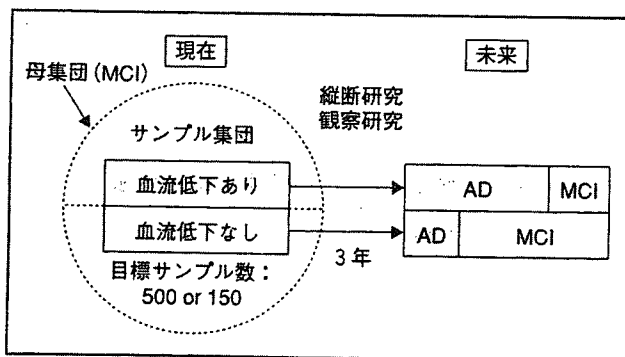 現在
未来
母集団 (MCI)
縦断研究
観察研究
サンプル集団
血流低下あり
AD
MCI
血流低下なし
AD
MCI
3 年
目標サンプル数：
500 or 150